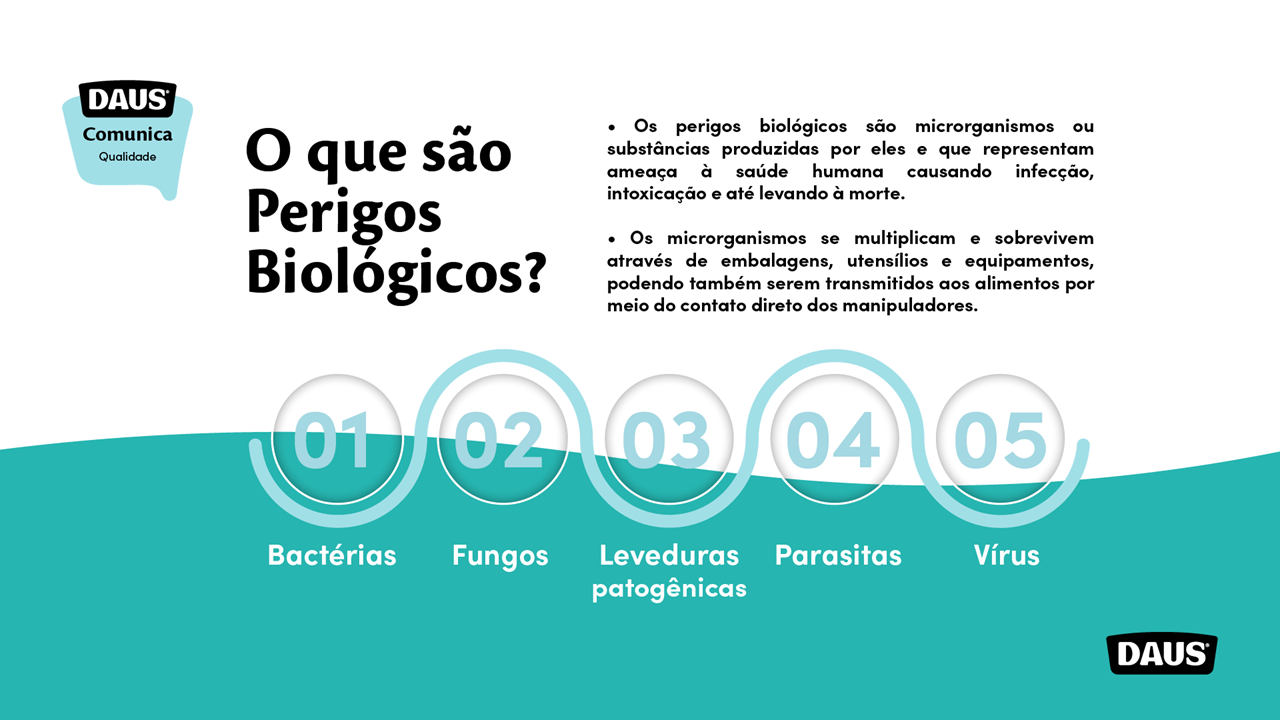 DAUS®
Comunica
Qualidade
O que são
Perigos
Biológicos?
• Os perigos biológicos são microrganismos ou
substâncias produzidas por eles e que representam
ameaça à saúde humana causando infecção,
intoxicação e até levando à morte.
• Os microrganismos se multiplicam e sobrevivem
através de embalagens, utensílios e equipamentos,
podendo também serem transmitidos aos alimentos por
meio do contato direto dos manipuladores.
01
Bactérias
02
Fungos
03
Leveduras
patogênicas
04
Parasitas
05
Vírus
DAUS®